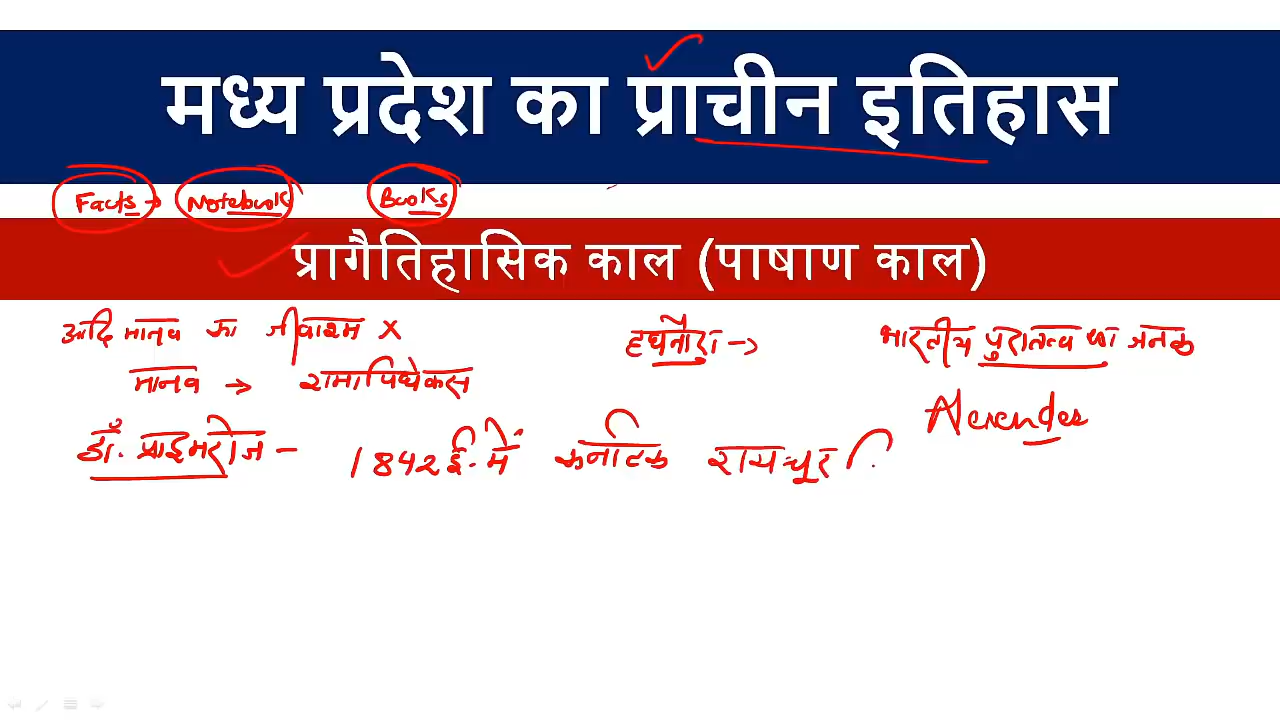 मध्य प्रदेश का प्राचीन इतिहास
Facts → Notebook Books
प्रागैतिहासिक काल (पाषाण काल)
आदि मानव का जीवाश्म X हथनौरा → भारतीय पुरातत्व का जनक
मानव → रामापिथेकस
Nerendes
डॉ. प्राइमरोज - 1842 ई. में कर्नाटक रायचूर